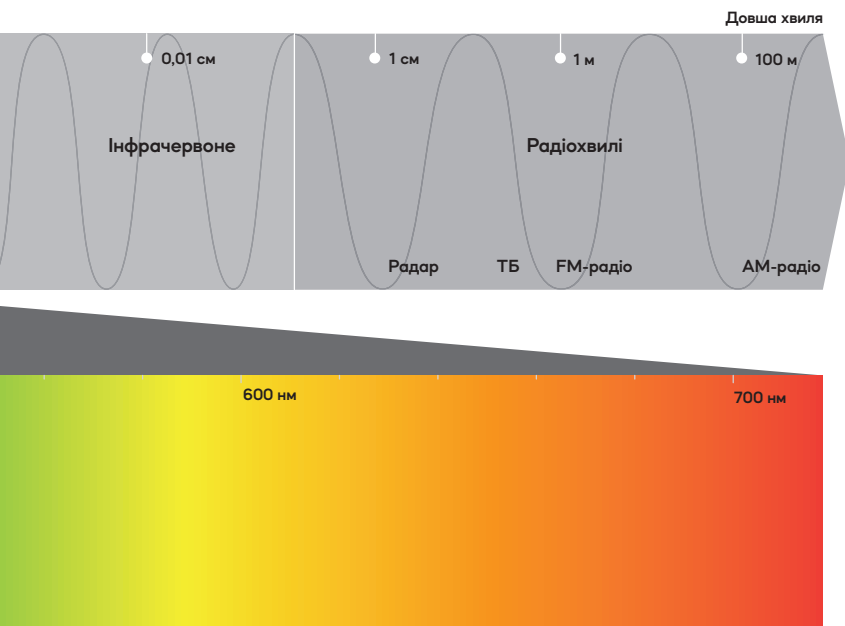 Довша хвиля
0,01 см
1 см
1 м
100 м
Інфрачервоне
Радіохвилі
Радар
ТБ
FM-радіо
АМ-радіо
600 нм
700 нм